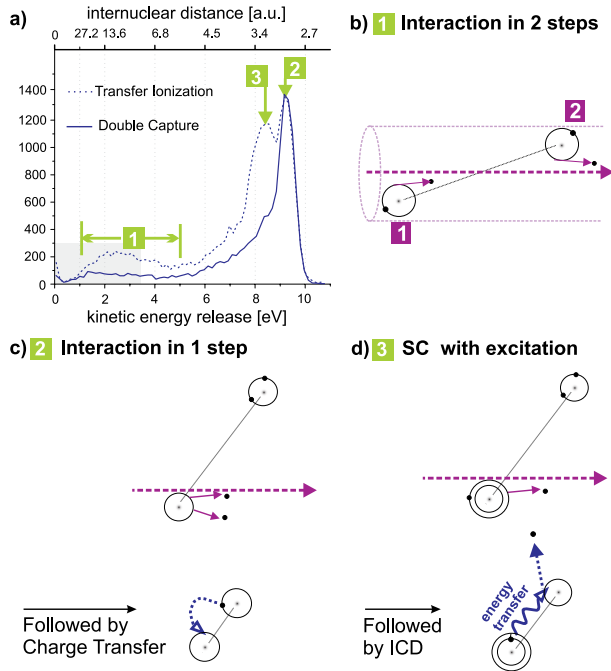 a)
internuclear distance [a.u.]
0 27.2 13.6 6.8 4.5 3.4 2.7
3 2
Transfer Ionization
Double Capture
1400
1200
1000
800
600
400
200
0
1
0 2 4 6 8 10
kinetic energy release [eV]
b) 1 Interaction in 2 steps
2
1
c) 2 Interaction in 1 step
Followed by
Charge Transfer
d) 3 SC with excitation
energy
transfer
Followed
by ICD